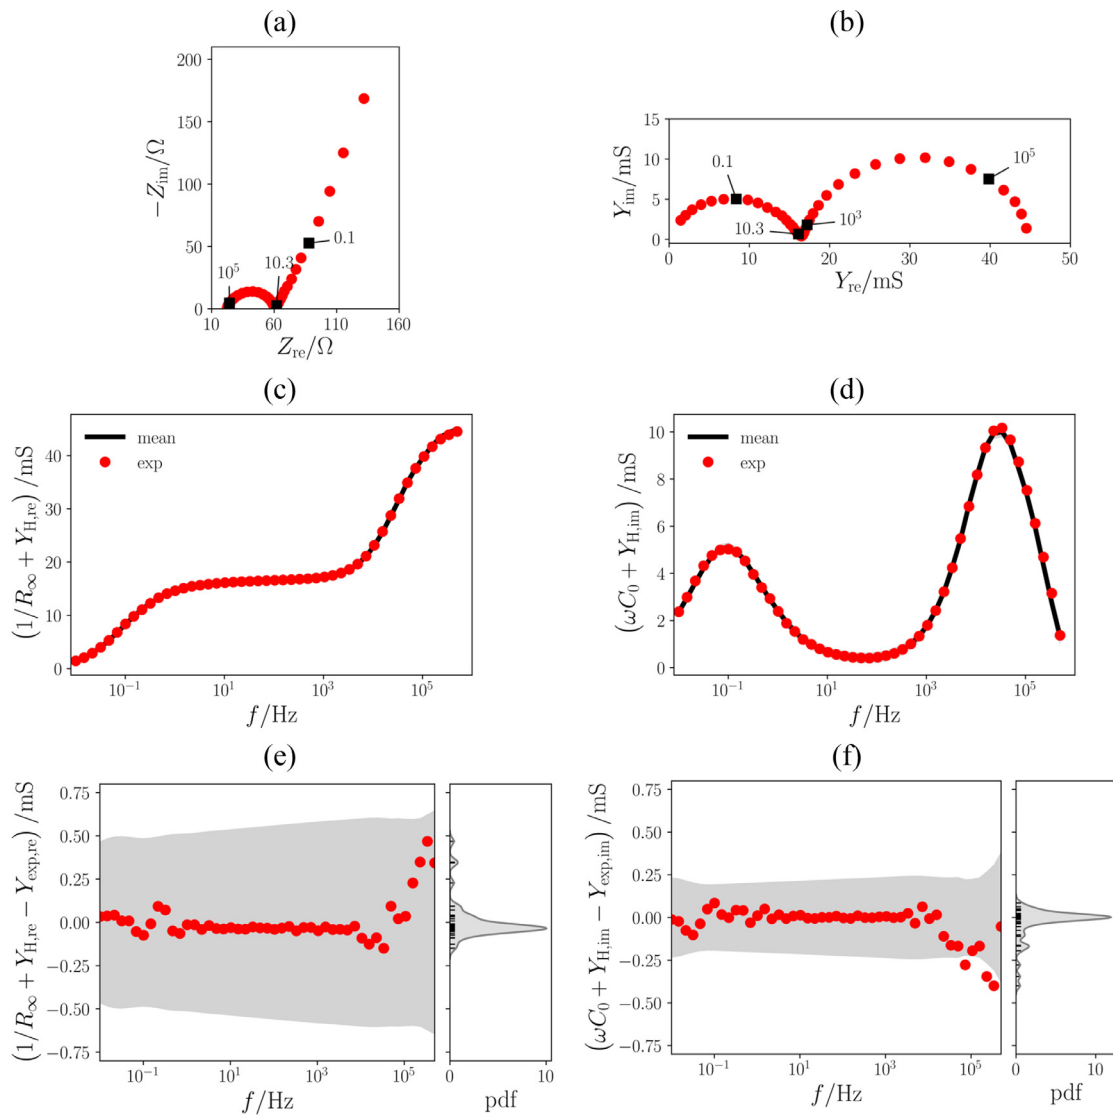 (a)
200
150
100
50
0
−Z_im/Ω
10^5
10.3
0.1
10
60
110
160
Z_re/Ω
(b)
15
10
5
0
Y_im/mS
0.1
10.3
10^3
10^5
0
10
20
30
40
50
Y_re/mS
(c)
mean
exp
40
20
0
(1/R_∞ + Y_H,re) /mS
10^−1
10^1
10^3
10^5
f/Hz
(d)
mean
exp
10
8
6
4
2
0
(ωC_0 + Y_H,im) /mS
10^−1
10^1
10^3
10^5
f/Hz
(e)
0.75
0.50
0.25
0.00
−0.25
−0.50
−0.75
(1/R_∞ + Y_H,re − Y_exp,re) /mS
10^−1
10^1
10^3
10^5
f/Hz
0
10
pdf
(f)
0.75
0.50
0.25
0.00
−0.25
−0.50
−0.75
(ωC_0 + Y_H,im − Y_exp,im) /mS
10^−1
10^1
10^3
10^5
f/Hz
0
10
pdf